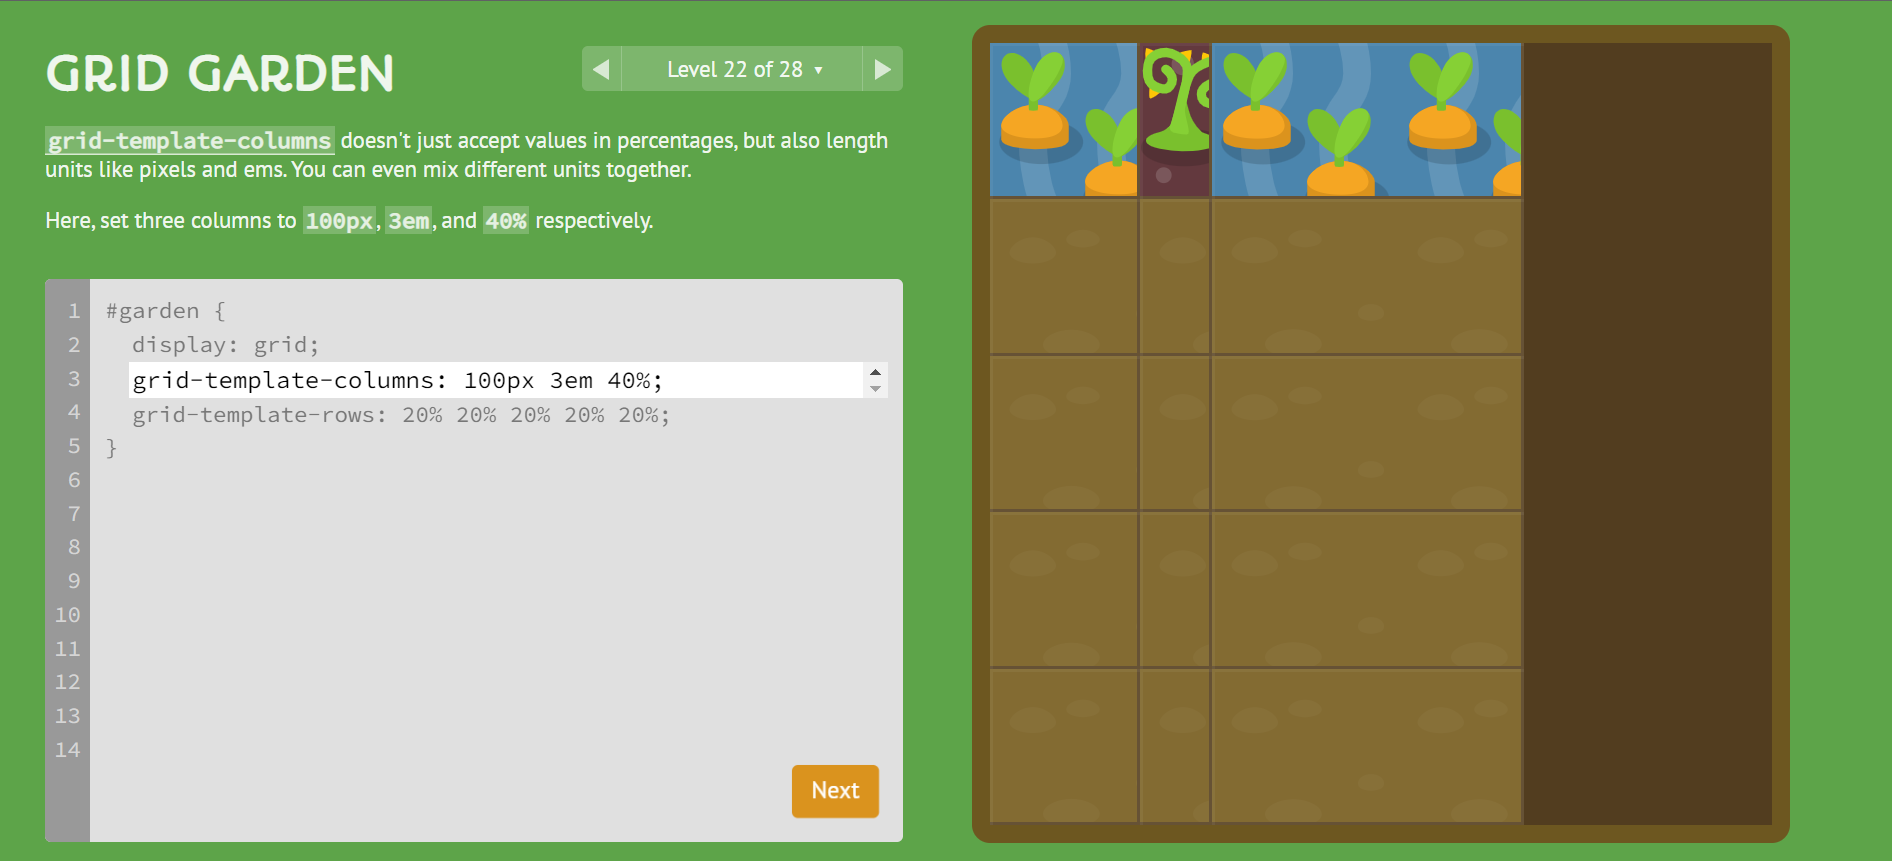 GRID GARDEN
Level 22 of 28
grid-template-columns doesn't just accept values in percentages, but also length
units like pixels and ems. You can even mix different units together.
Here, set three columns to 100px, 3em, and 40% respectively.
1 #garden {
2 display: grid;
3 grid-template-columns: 100px 3em 40%;
4 grid-template-rows: 20% 20% 20% 20% 20%;
5 }
6
7
8
9
10
11
12
13
14
Next